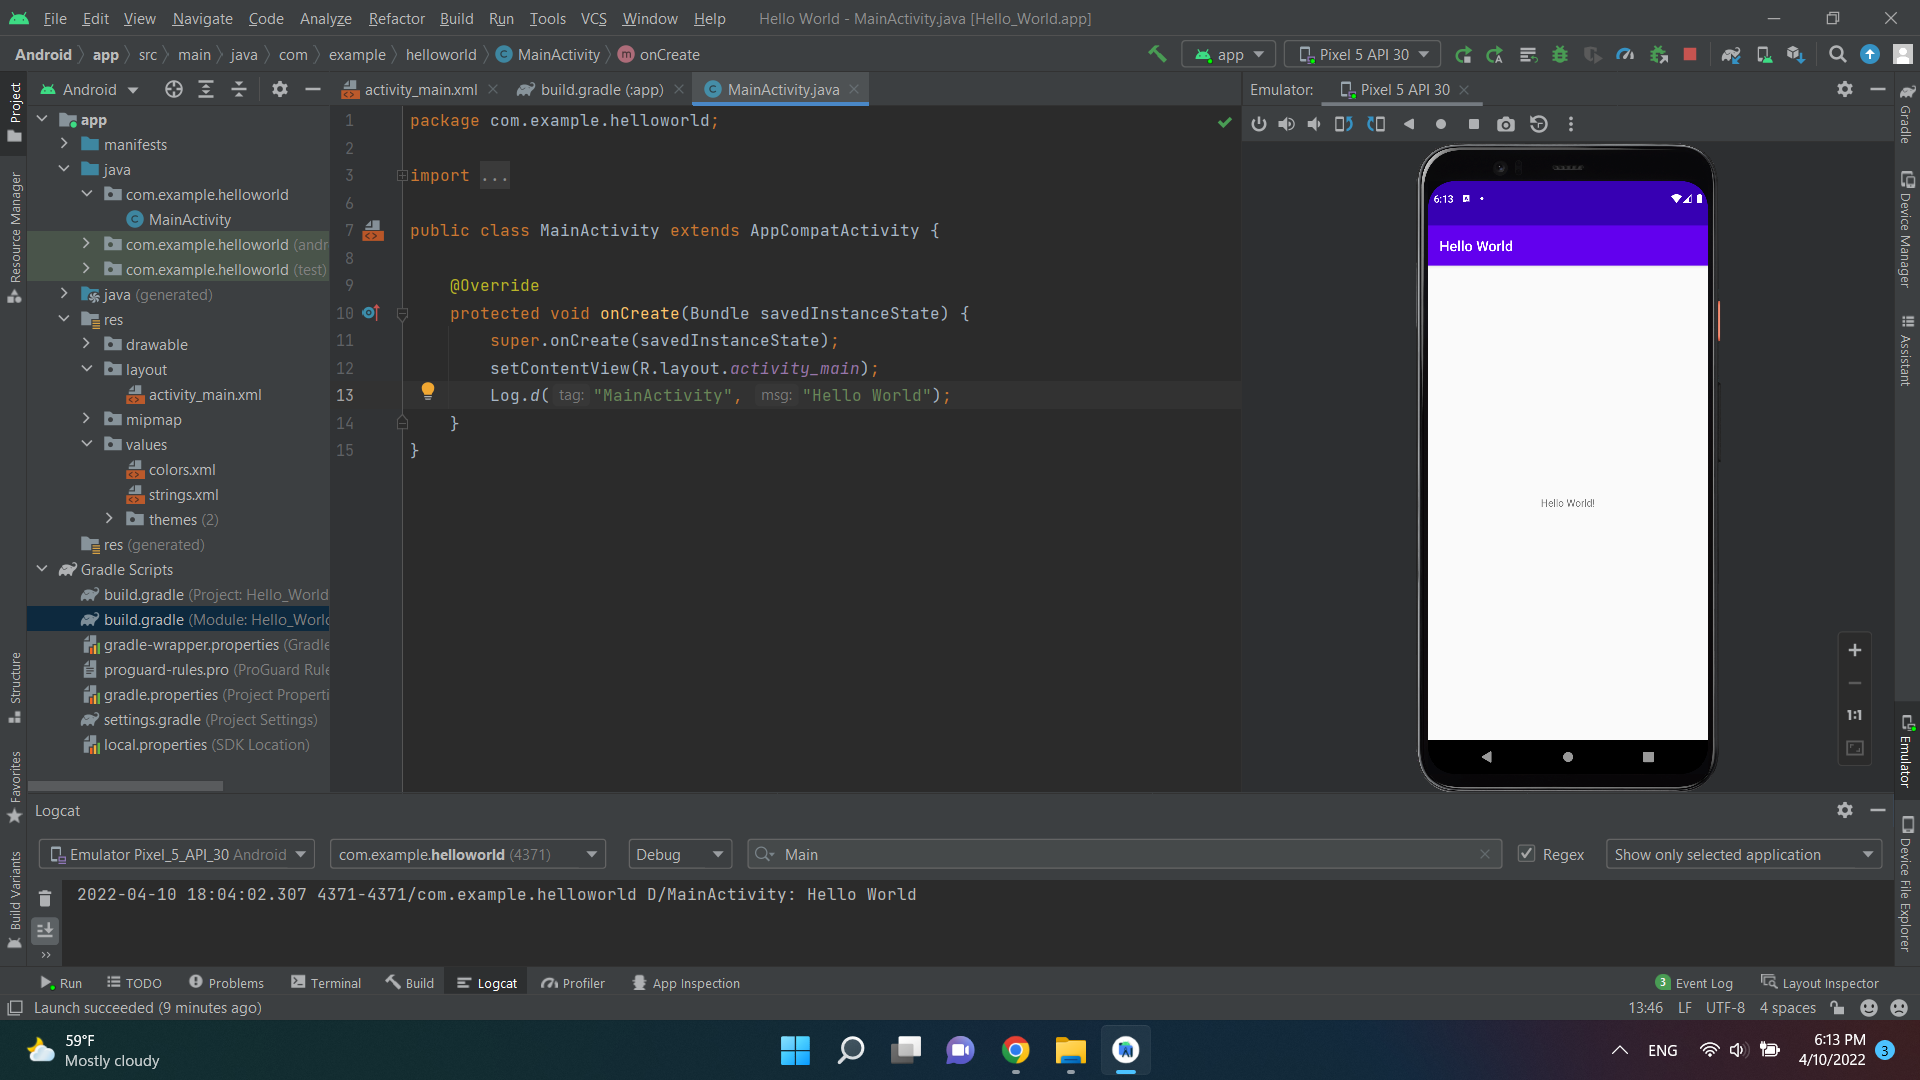 File Edit View Navigate Code Analyze Refactor Build Run Tools VCS Window Help Hello World - MainActivity.java [Hello_World.app]
Android app src main java com example helloworld MainActivity onCreate
app Pixel 5 API 30
Project
Resource Manager
Structure
Favorites
Build Variants
Android
app
manifests
java
com.example.helloworld
MainActivity
com.example.helloworld (andr
com.example.helloworld (test)
java (generated)
res
drawable
layout
activity_main.xml
mipmap
values
colors.xml
strings.xml
themes (2)
res (generated)
Gradle Scripts
build.gradle (Project: Hello_World
build.gradle (Module: Hello_World
gradle-wrapper.properties (Gradle
proguard-rules.pro (ProGuard Rule
gradle.properties (Project Properti
settings.gradle (Project Settings)
local.properties (SDK Location)
activity_main.xml build.gradle (:app) MainActivity.java
1 package com.example.helloworld;
2
3 import ...
6
7 public class MainActivity extends AppCompatActivity {
8
9 @Override
10 protected void onCreate(Bundle savedInstanceState) {
11 super.onCreate(savedInstanceState);
12 setContentView(R.layout.activity_main);
13 Log.d( tag: "MainActivity", msg: "Hello World");
14 }
15 }
Emulator: Pixel 5 API 30
6:13
Hello World
Hello World!
1:1
Gradle
Device Manager
Assistant
Emulator
Device File Explorer
Logcat
Emulator Pixel_5_API_30 Android com.example.helloworld (4371) Debug Main Regex Show only selected application
2022-04-10 18:04:02.307 4371-4371/com.example.helloworld D/MainActivity: Hello World
Run TODO Problems Terminal Build Logcat Profiler App Inspection 3 Event Log Layout Inspector
Launch succeeded (9 minutes ago) 13:46 LF UTF-8 4 spaces
59°F
Mostly cloudy
ENG
6:13 PM
4/10/2022
3